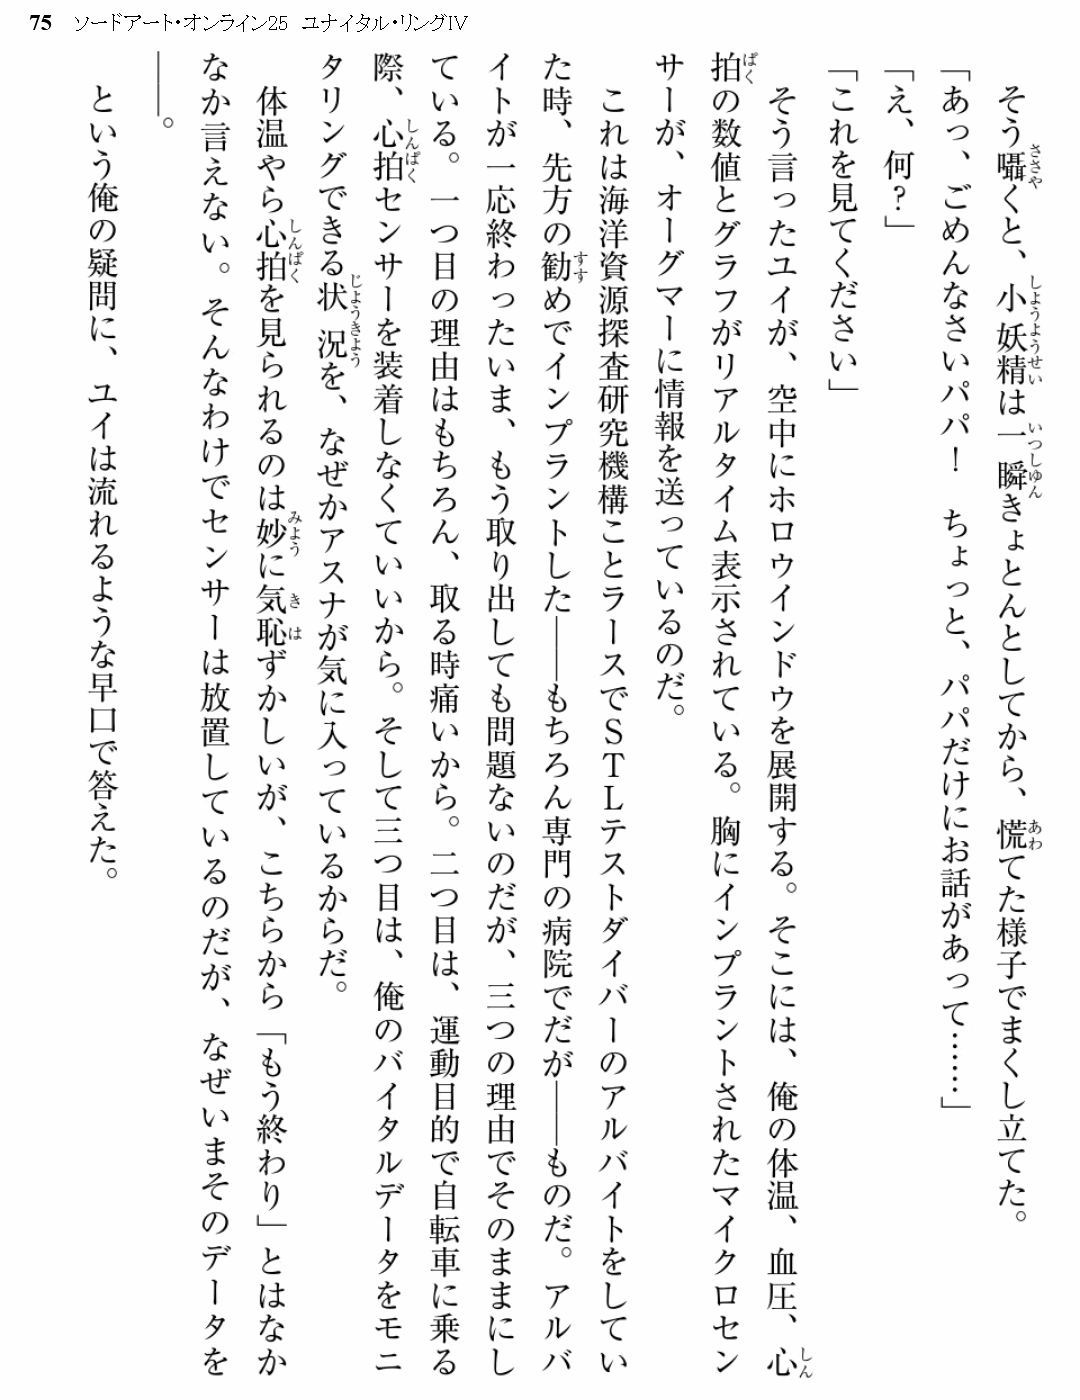 75 ソードアート・オンライン25 ユナイタル・リングIV
そう囁くと、小妖精は一瞬きょとんとしてから、慌てた様子でまくし立てた。
「あっ、ごめんなさいパパ！ ちょっと、パパだけにお話があって……」
「え、何？」
「これを見てください」
そう言ったユイが、空中にホロウインドウを展開する。そこには、俺の体温、血圧、心
拍の数値とグラフがリアルタイム表示されている。胸にインプラントされたマイクロセン
サーが、オーグマーに情報を送っているのだ。
これは海洋資源探査研究機構ことラースでＳＴＬテストダイバーのアルバイトをしてい
た時、先方の勧めでインプラントした――もちろん専門の病院でだが――ものだ。アルバ
イトが一応終わったいま、もう取り出しても問題ないのだが、三つの理由でそのままにし
ている。一つ目の理由はもちろん、取る時痛いから。二つ目は、運動目的で自転車に乗る
際、心拍センサーを装着しなくていいから。そして三つ目は、俺のバイタルデータをモニ
タリングできる状況を、なぜかアスナが気に入っているからだ。
体温やら心拍を見られるのは妙に気恥ずかしいが、こちらから「もう終わり」とはなか
なか言えない。そんなわけでセンサーは放置しているのだが、なぜいまそのデータを
――。
という俺の疑問に、ユイは流れるような早口で答えた。